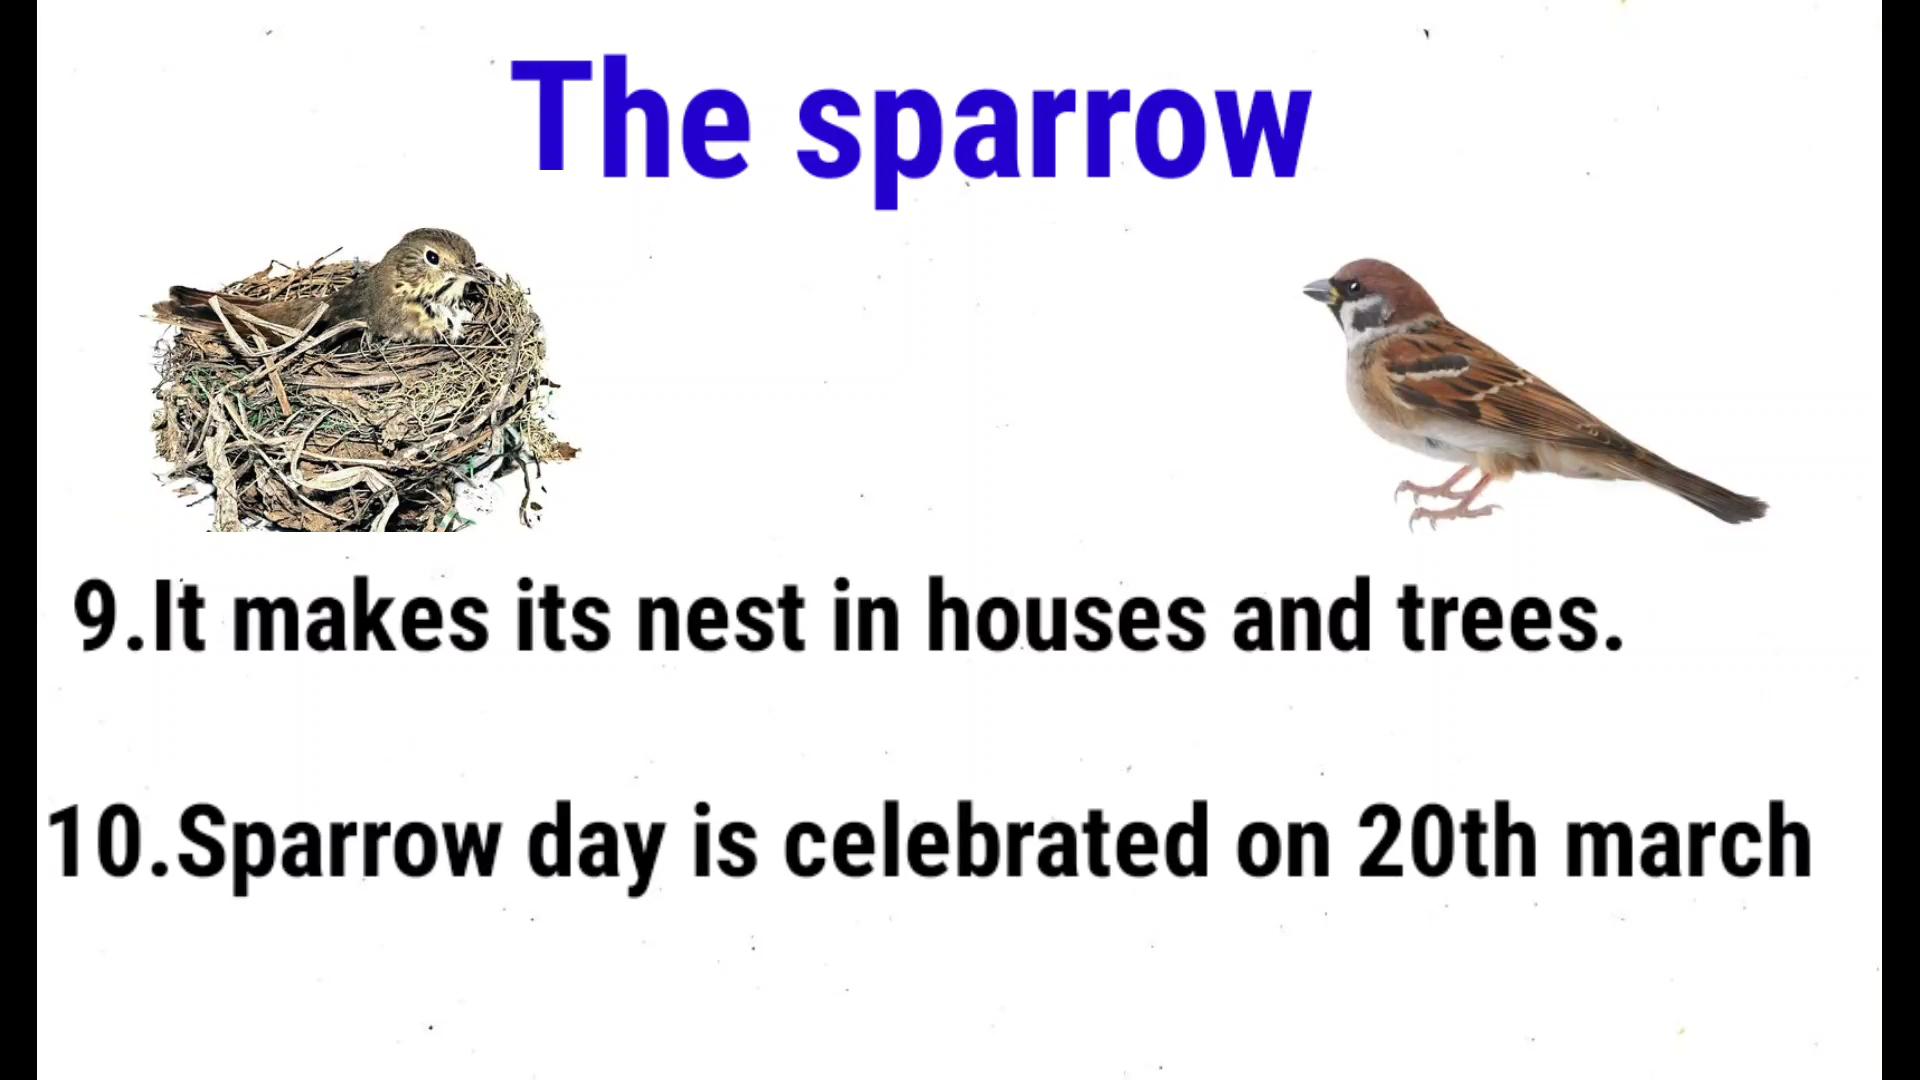 The sparrow
9.It makes its nest in houses and trees.
10.Sparrow day is celebrated on 20th march